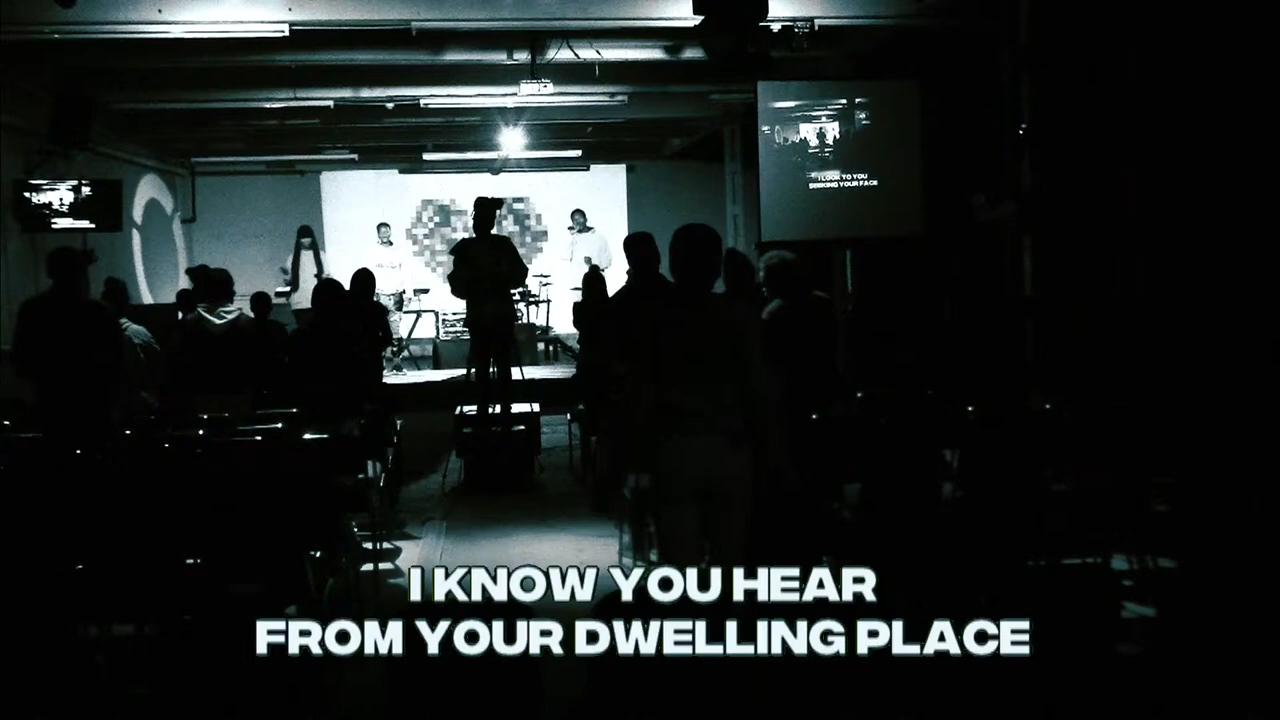 I LOOK TO YOU
SEEKING YOUR FACE
I KNOW YOU HEAR
FROM YOUR DWELLING PLACE